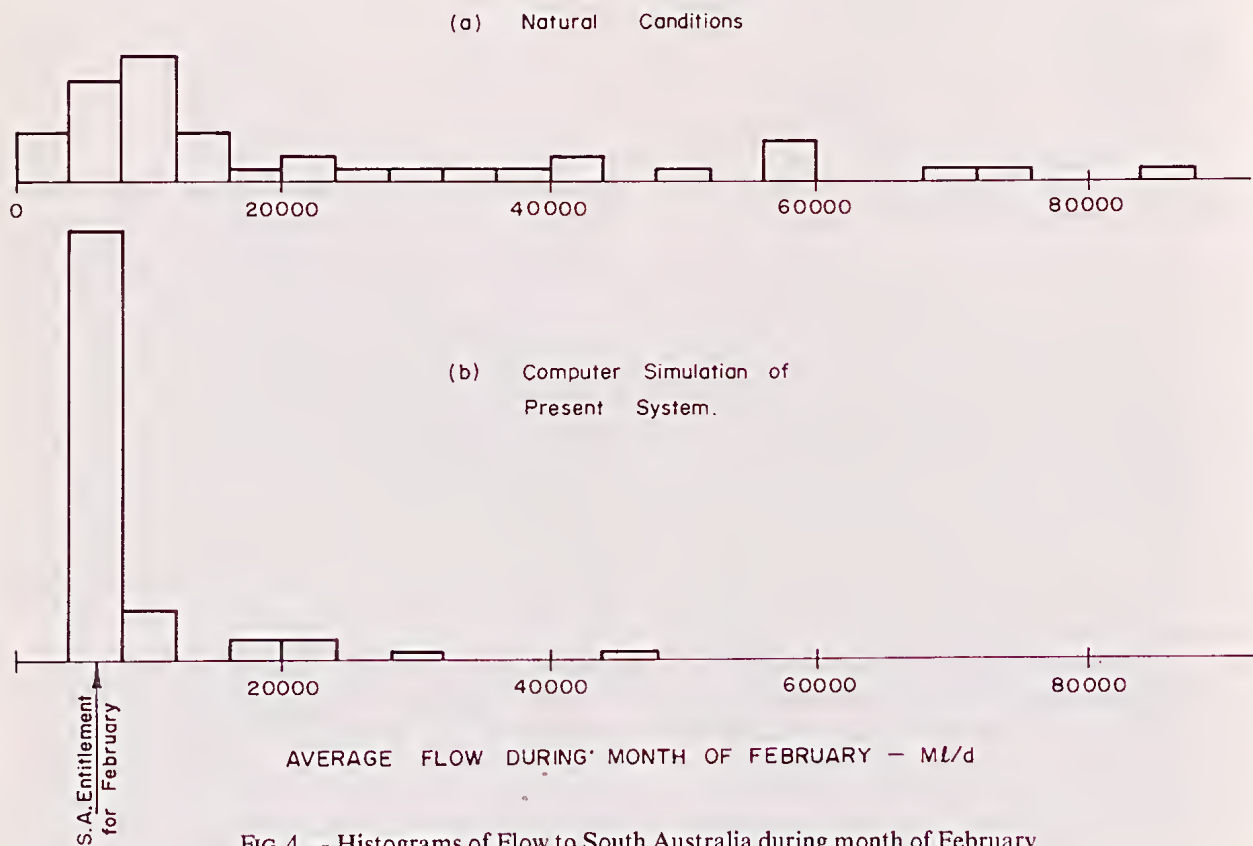 (a) Natural Conditions
0 20000 40000 60000 80000
(b) Computer Simulation of
Present System.
20000 40000 60000 80000
S.A. Entitlement
for February
AVERAGE FLOW DURING MONTH OF FEBRUARY – Ml/d
FIG 4. - Histograms of Flow to South Australia during month of February